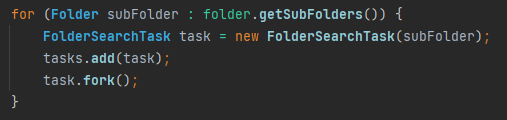 for (Folder subFolder : folder.getSubFolders()) {
    FolderSearchTask task = new FolderSearchTask(subFolder);
    tasks.add(task);
    task.fork();
}